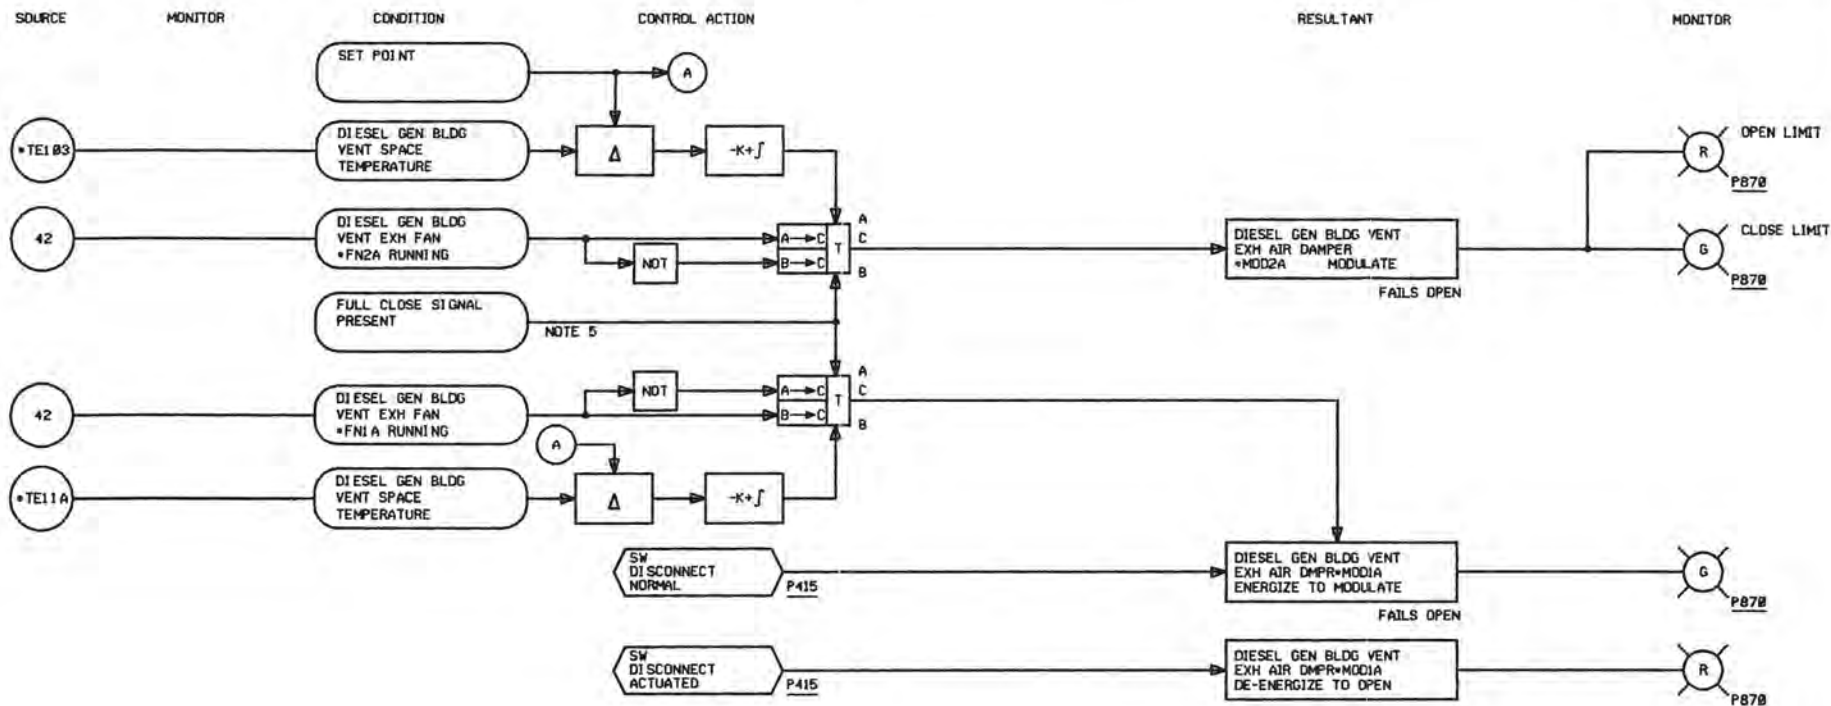 SOURCE MONITOR CONDITION CONTROL ACTION RESULTANT MONITOR
SET POINT
A
*TE103
DIESEL GEN BLDG
VENT SPACE
TEMPERATURE
Δ
-K+∫
R
OPEN LIMIT
P870
42
DIESEL GEN BLDG
VENT EXH FAN
*FN2A RUNNING
NOT
A→C
B→C
T
A
C
B
DIESEL GEN BLDG VENT
EXH AIR DAMPER
*MOD2A MODULATE
FAILS OPEN
G
CLOSE LIMIT
P870
FULL CLOSE SIGNAL
PRESENT
NOTE 5
42
DIESEL GEN BLDG
VENT EXH FAN
*FN1A RUNNING
NOT
A→C
B→C
T
A
C
B
A
*TE11A
DIESEL GEN BLDG
VENT SPACE
TEMPERATURE
Δ
-K+∫
SW
DISCONNECT
NORMAL
P415
DIESEL GEN BLDG VENT
EXH AIR DMPR*MOD1A
ENERGIZE TO MODULATE
FAILS OPEN
G
P870
SW
DISCONNECT
ACTUATED
P415
DIESEL GEN BLDG VENT
EXH AIR DMPR*MOD1A
DE-ENERGIZE TO OPEN
R
P870